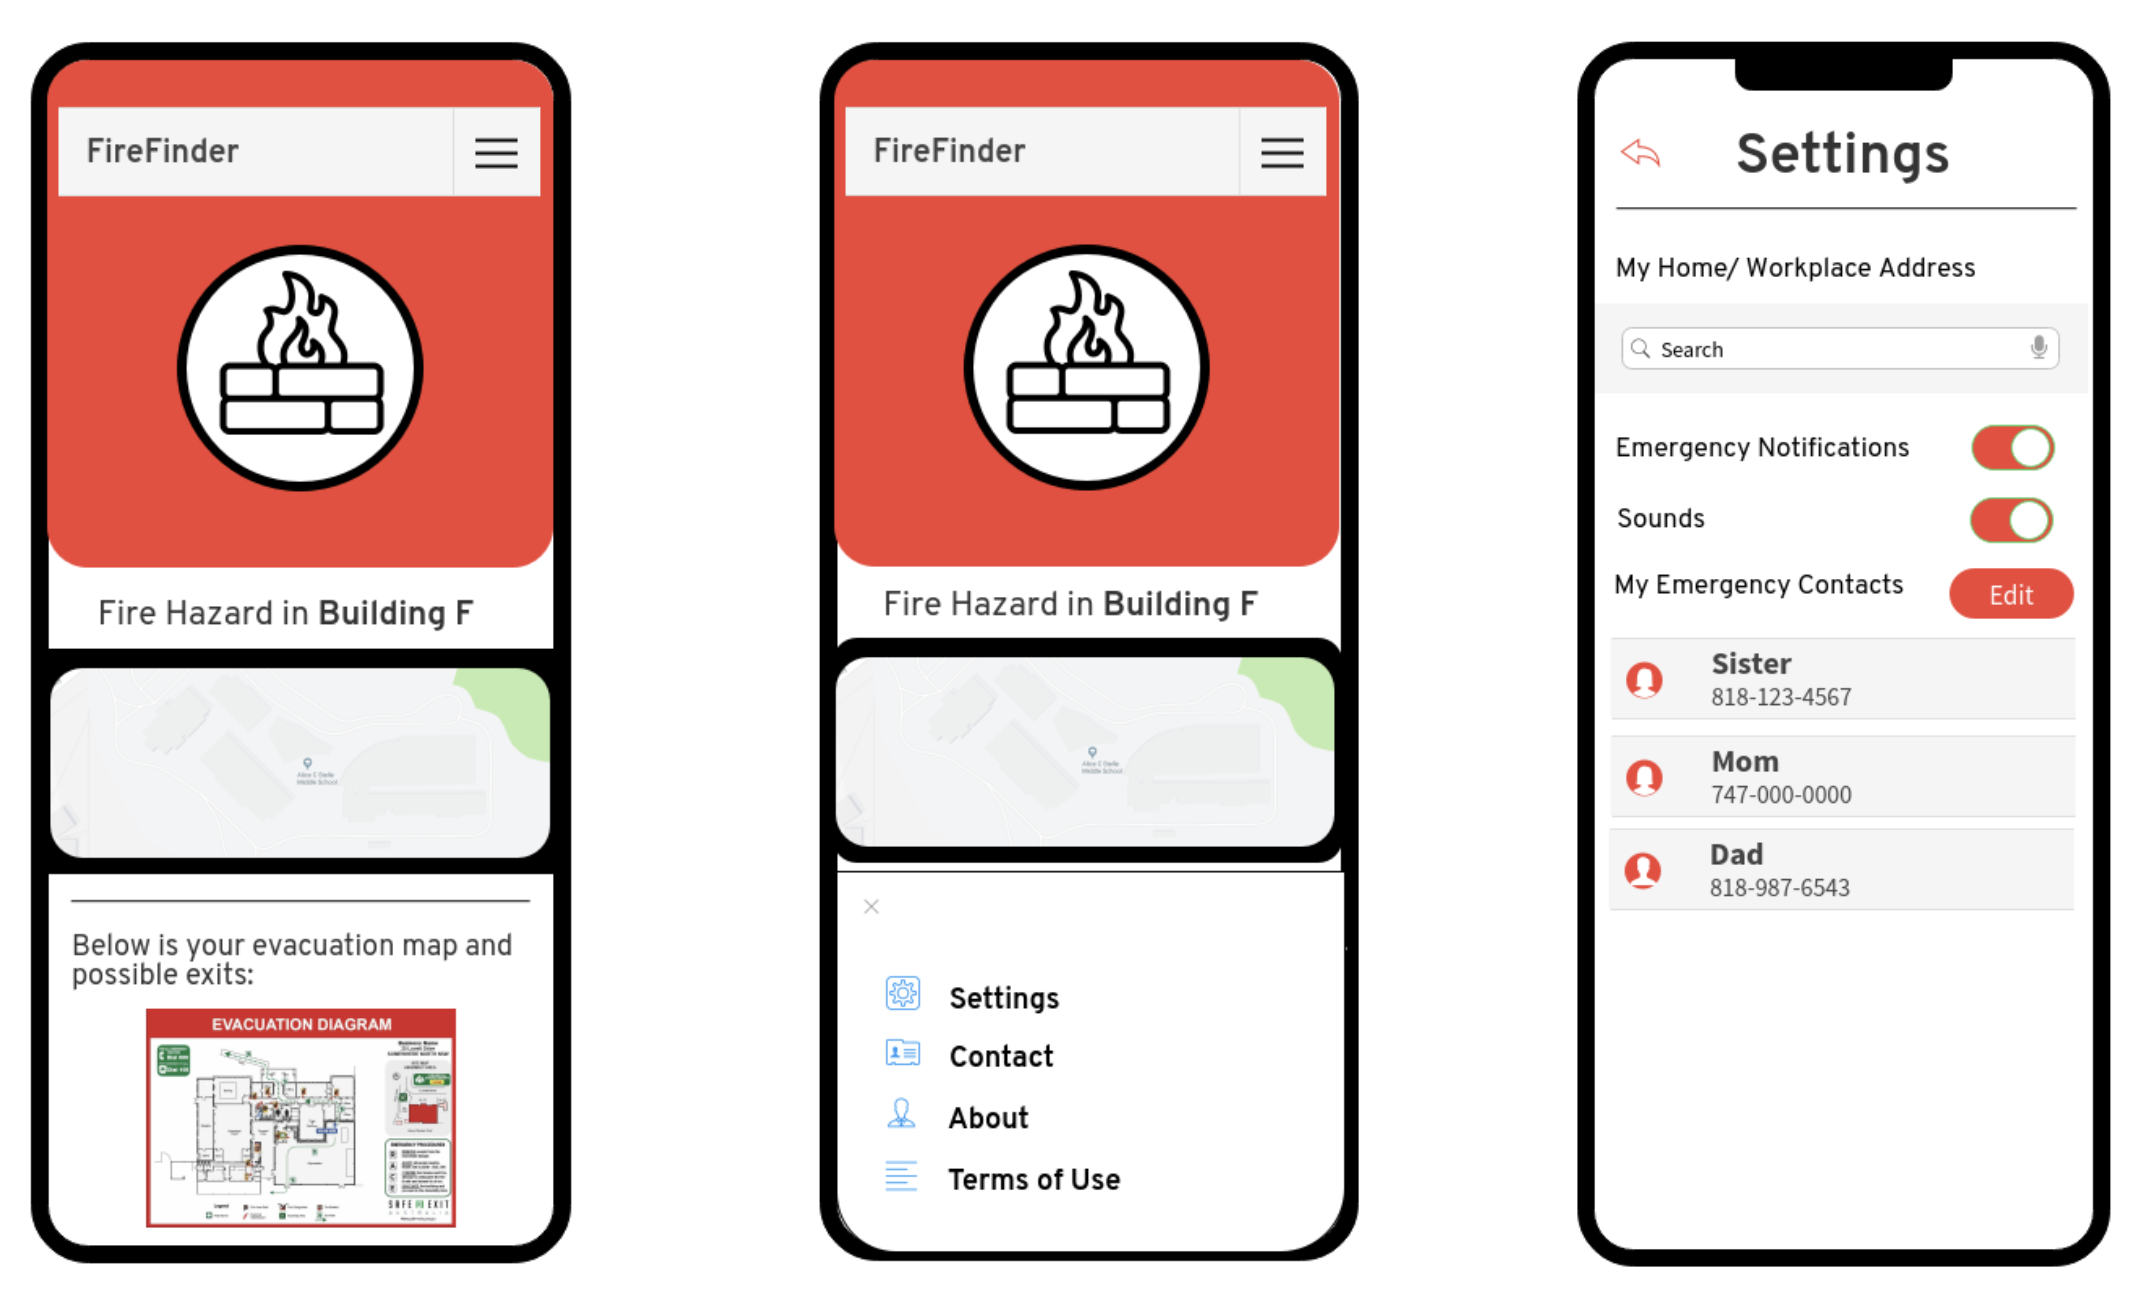 FireFinder
Fire Hazard in Building F
Below is your evacuation map and
possible exits:
EVACUATION DIAGRAM
SAFE EXIT
AUSTRALIA
FireFinder
Fire Hazard in Building F
Settings
Contact
About
Terms of Use
Settings
My Home/ Workplace Address
Search
Emergency Notifications
Sounds
My Emergency Contacts
Edit
Sister
818-123-4567
Mom
747-000-0000
Dad
818-987-6543